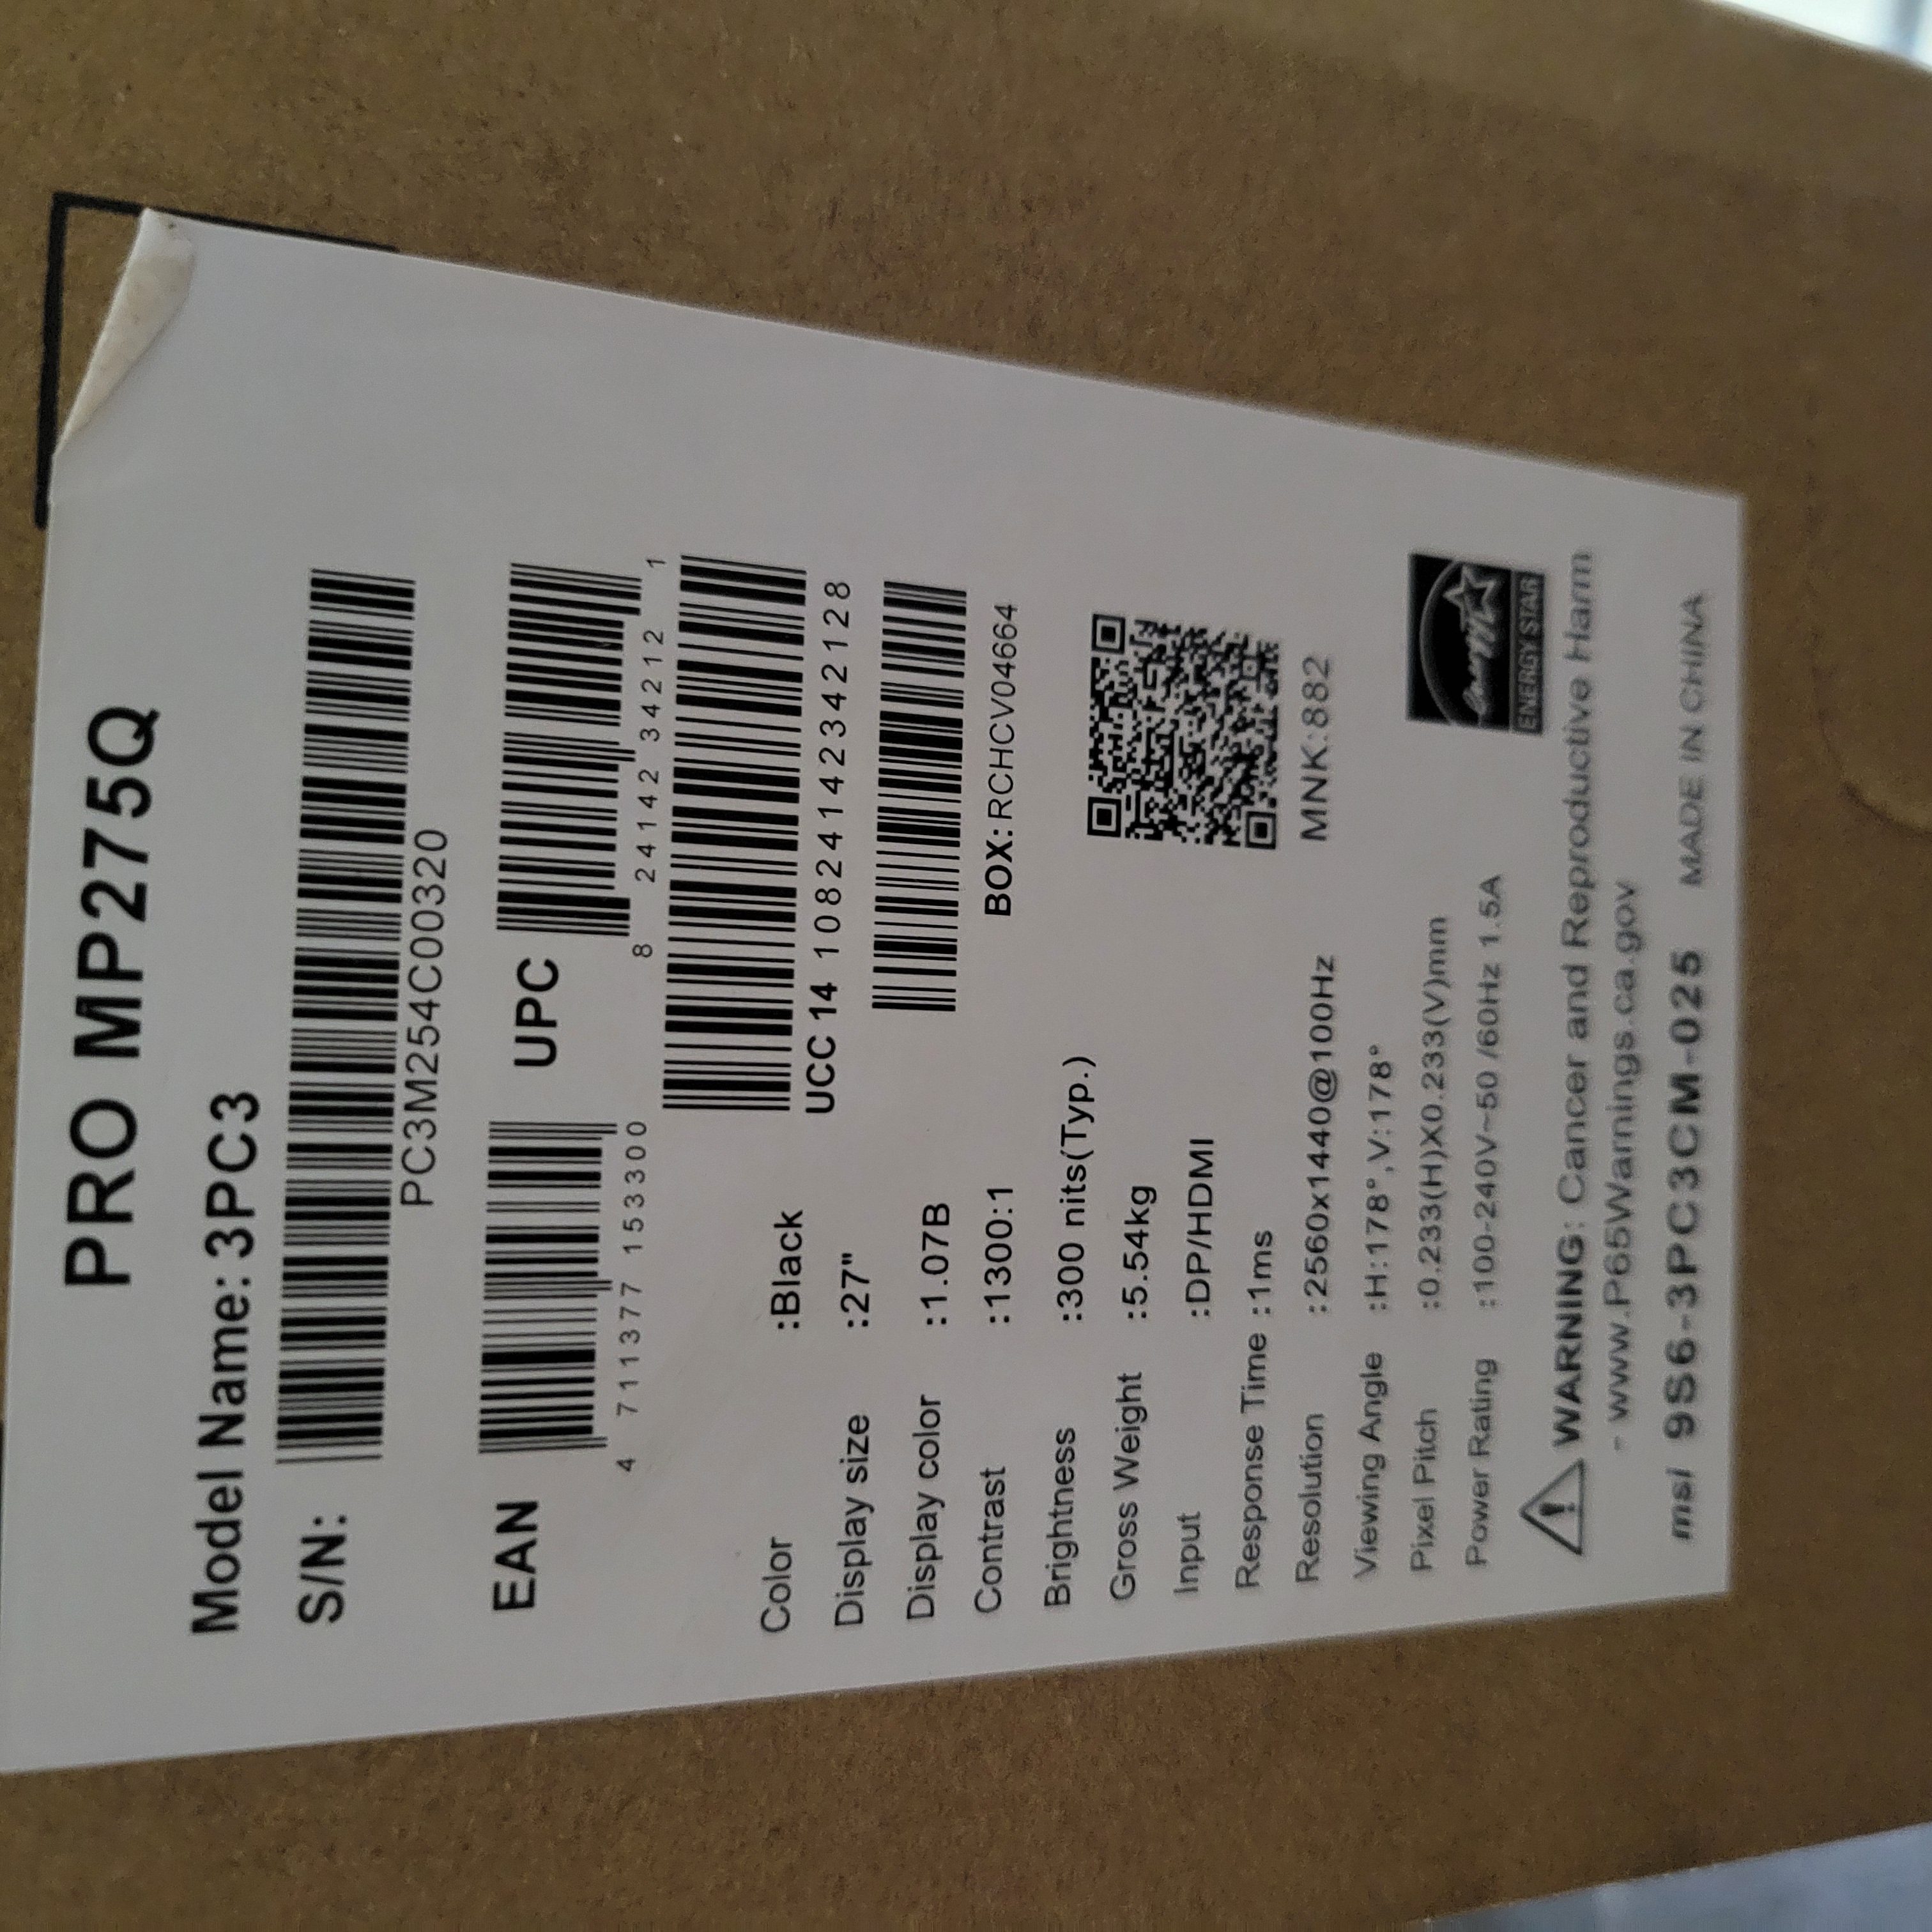 PRO MP275Q
Model Name: 3PC3
S/N:
PC3M254C00320
EAN
4 711377 153300
UPC
8 24142 34212 1
UCC 14 10824142342128
BOX:RCHCV04664
Color :Black
Display size :27"
Display color :1.07B
Contrast :1300:1
Brightness :300 nits(Typ.)
Gross Weight :5.54kg
Input :DP/HDMI
Response Time :1ms
Resolution :2560x1440@100Hz
Viewing Angle :H:178°,V:178°
Pixel Pitch :0.233(H)X0.233(V)mm
Power Rating :100-240V~50 /60Hz 1.5A
MNK:882
energy
ENERGY STAR
WARNING: Cancer and Reproductive Harm
- www.P65Warnings.ca.gov
msi 9S6-3PC3CM-025 MADE IN CHINA